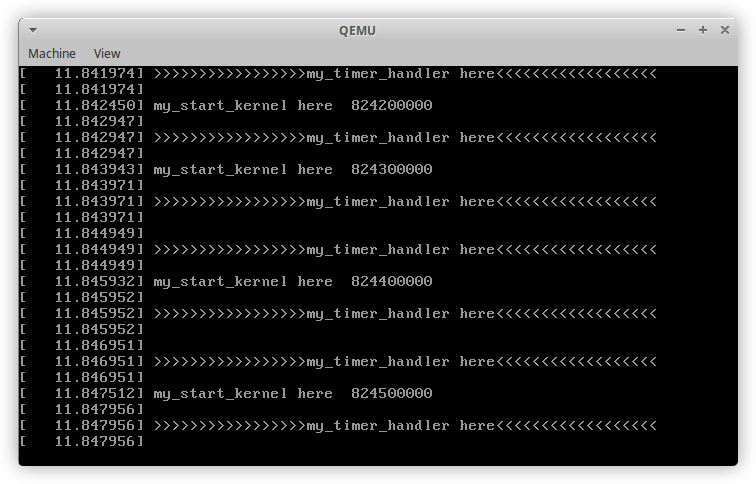 QEMU
Machine View
[   11.841974] >>>>>>>>>>>>>>>>>my_timer_handler here<<<<<<<<<<<<<<<<<<
[   11.841974]
[   11.842450] my_start_kernel here  824200000
[   11.842947]
[   11.842947] >>>>>>>>>>>>>>>>>my_timer_handler here<<<<<<<<<<<<<<<<<<
[   11.842947]
[   11.843943] my_start_kernel here  824300000
[   11.843971]
[   11.843971] >>>>>>>>>>>>>>>>>my_timer_handler here<<<<<<<<<<<<<<<<<<
[   11.843971]
[   11.844949]
[   11.844949] >>>>>>>>>>>>>>>>>my_timer_handler here<<<<<<<<<<<<<<<<<<
[   11.844949]
[   11.845932] my_start_kernel here  824400000
[   11.845952]
[   11.845952] >>>>>>>>>>>>>>>>>my_timer_handler here<<<<<<<<<<<<<<<<<<
[   11.845952]
[   11.846951]
[   11.846951] >>>>>>>>>>>>>>>>>my_timer_handler here<<<<<<<<<<<<<<<<<<
[   11.846951]
[   11.847512] my_start_kernel here  824500000
[   11.847956]
[   11.847956] >>>>>>>>>>>>>>>>>my_timer_handler here<<<<<<<<<<<<<<<<<<
[   11.847956]